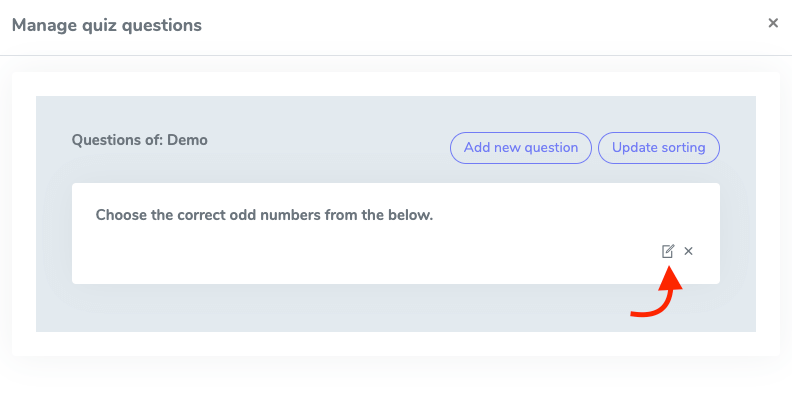 Manage quiz questions
Questions of: Demo
Add new question
Update sorting
Choose the correct odd numbers from the below.